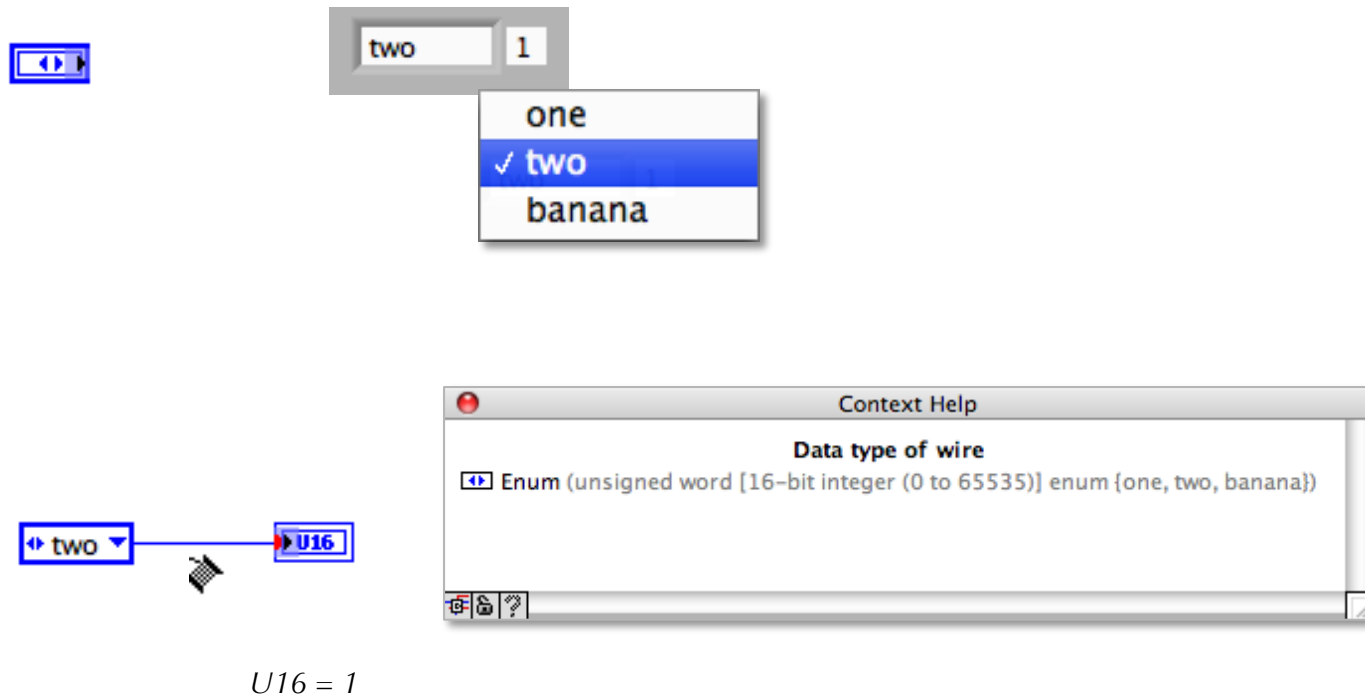 two 1
one
✓ two
banana
Context Help
Data type of wire
Enum (unsigned word [16-bit integer (0 to 65535)] enum {one, two, banana})
two
U16
?
U16 = 1